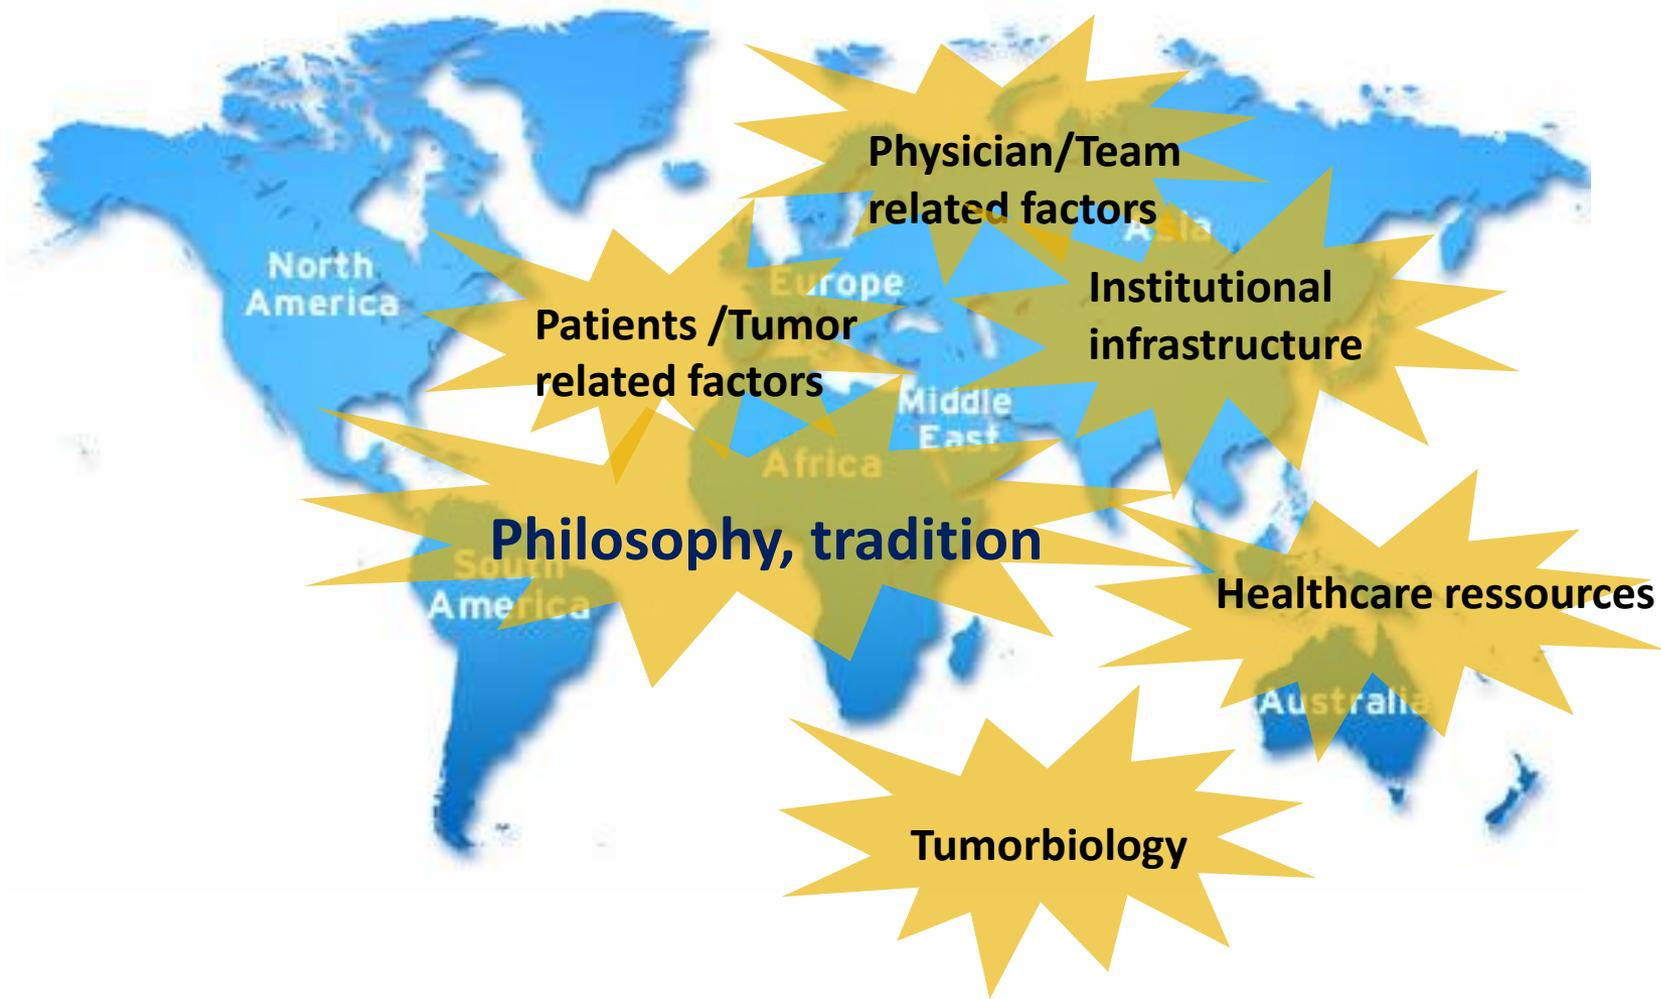 Physician/Team
related factors
Asia
North
America
Europe
Institutional
infrastructure
Patients /Tumor
related factors
Middle
East
Africa
Philosophy, tradition
South
America
Healthcare ressources
Australia
Tumorbiology